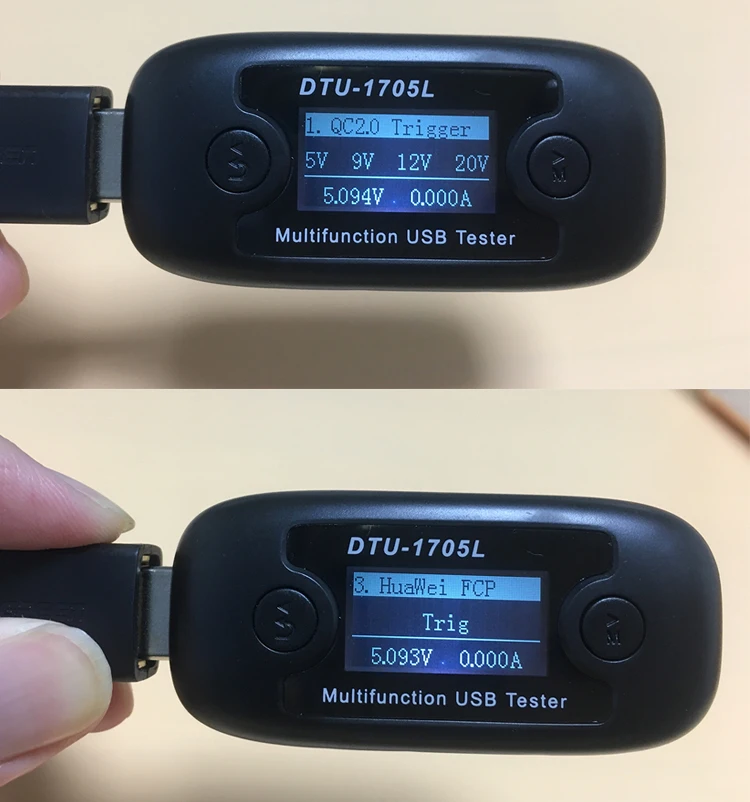 DTU-1705L
1. QC2.0 Trigger
5V 9V 12V 20V
5.094V 0.000A
Multifunction USB Tester
DTU-1705L
3. HuaWei FCP
Trig
5.093V 0.000A
Multifunction USB Tester